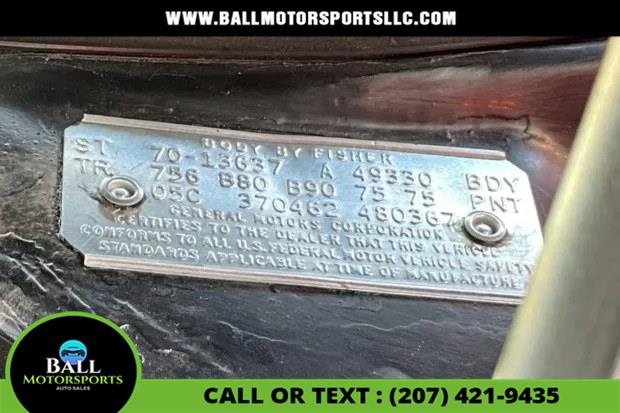 WWW.BALLMOTORSPORTSLLC.COM
BODY BY FISHER
ST 70-13637 A 49330 BDY
TR 756 B80 B90 75 75 PNT
05C 370462 480367
GENERAL MOTORS CORPORATION
CERTIFIES TO THE DEALER THAT THIS VEHICLE
CONFORMS TO ALL U.S. FEDERAL MOTOR VEHICLE SAFETY
STANDARDS APPLICABLE AT TIME OF MANUFACTURE
BALL
MOTORSPORTS
AUTO SALES
CALL OR TEXT : (207) 421-9435